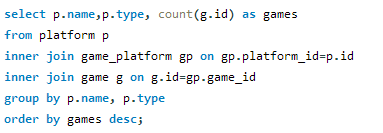 select p.name,p.type, count(g.id) as games
from platform p
inner join game_platform gp on gp.platform_id=p.id
inner join game g on g.id=gp.game_id
group by p.name, p.type
order by games desc;